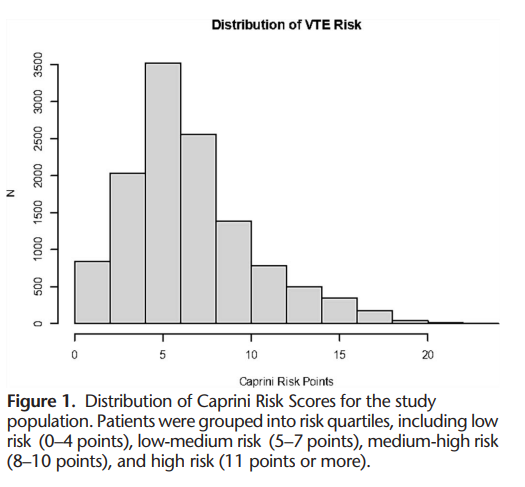 Distribution of VTE Risk
3500
3000
2500
2000
1500
1000
500
0
N
0 5 10 15 20
Caprini Risk Points
Figure 1. Distribution of Caprini Risk Scores for the study
population. Patients were grouped into risk quartiles, including low
risk (0–4 points), low-medium risk (5–7 points), medium-high risk
(8–10 points), and high risk (11 points or more).